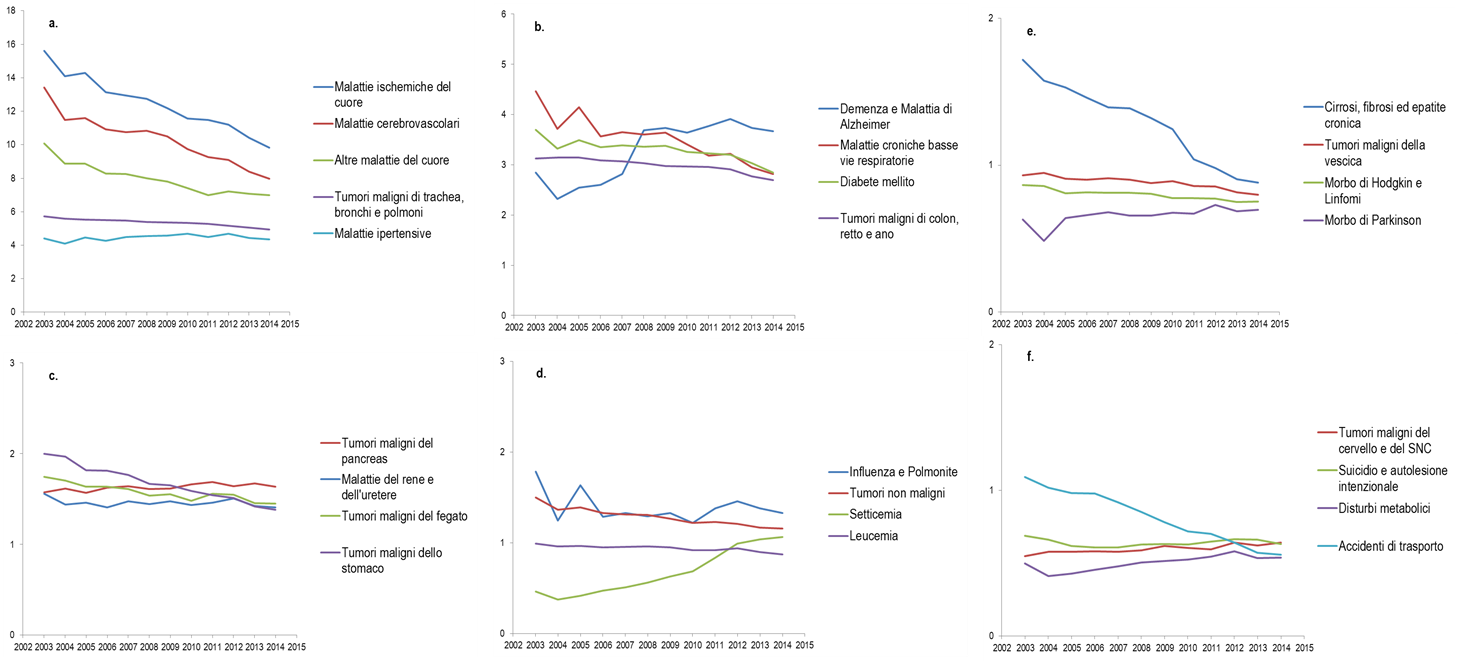 a.
18
16
14
12
10
8
6
4
2
0
2002 2003 2004 2005 2006 2007 2008 2009 2010 2011 2012 2013 2014 2015
Malattie ischemiche del
cuore
Malattie cerebrovascolari
Altre malattie del cuore
Tumori maligni di trachea,
bronchi e polmoni
Malattie ipertensive
b.
6
5
4
3
2
1
0
2002 2003 2004 2005 2006 2007 2008 2009 2010 2011 2012 2013 2014 2015
Demenza e Malattia di
Alzheimer
Malattie croniche basse
vie respiratorie
Diabete mellito
Tumori maligni di colon,
retto e ano
e.
2
1
0
2002 2003 2004 2005 2006 2007 2008 2009 2010 2011 2012 2013 2014 2015
Cirrosi, fibrosi ed epatite
cronica
Tumori maligni della
vescica
Morbo di Hodgkin e
Linfomi
Morbo di Parkinson
c.
3
2
1
0
2002 2003 2004 2005 2006 2007 2008 2009 2010 2011 2012 2013 2014 2015
Tumori maligni del
pancreas
Malattie del rene e
dell'uretere
Tumori maligni del fegato
Tumori maligni dello
stomaco
d.
3
2
1
0
2002 2003 2004 2005 2006 2007 2008 2009 2010 2011 2012 2013 2014 2015
Influenza e Polmonite
Tumori non maligni
Setticemia
Leucemia
f.
2
1
0
2002 2003 2004 2005 2006 2007 2008 2009 2010 2011 2012 2013 2014 2015
Tumori maligni del
cervello e del SNC
Suicidio e autolesione
intenzionale
Disturbi metabolici
Accidenti di trasporto